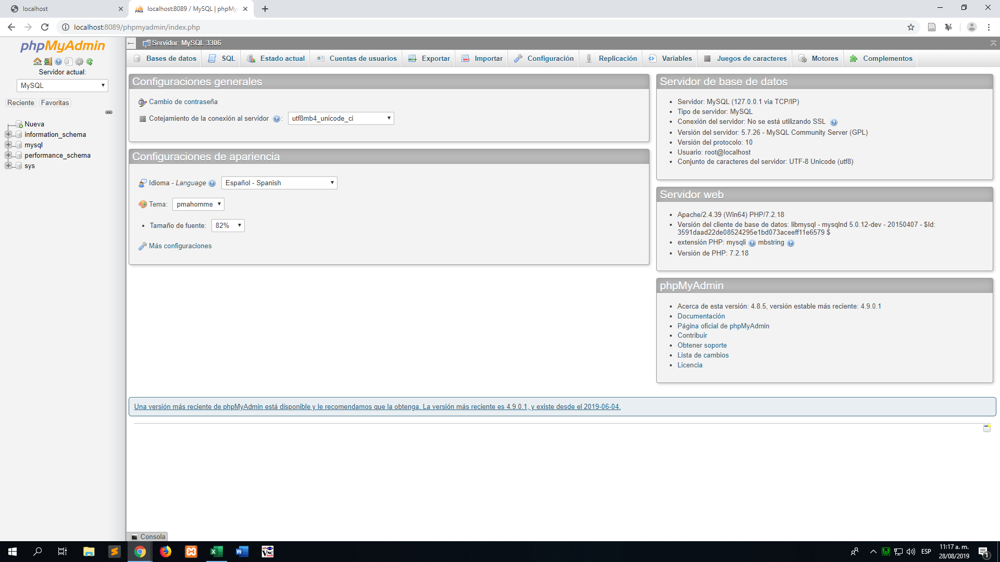 localhost
localhost:8089 / MySQL | phpMy
localhost:8089/phpmyadmin/index.php
phpMyAdmin
Servidor actual:
MySQL
Reciente
Favoritas
Nueva
information_schema
mysql
performance_schema
sys
Servidor: MySQL:3306
Bases de datos
SQL
Estado actual
Cuentas de usuarios
Exportar
Importar
Configuración
Replicación
Variables
Juegos de caracteres
Motores
Complementos
Configuraciones generales
Cambio de contraseña
Cotejamiento de la conexión al servidor :
utf8mb4_unicode_ci
Configuraciones de apariencia
Idioma - Language
Español - Spanish
Tema:
pmahomme
Tamaño de fuente:
82%
Más configuraciones
Servidor de base de datos
Servidor: MySQL (127.0.0.1 via TCP/IP)
Tipo de servidor: MySQL
Conexión del servidor: No se está utilizando SSL
Versión del servidor: 5.7.26 - MySQL Community Server (GPL)
Versión del protocolo: 10
Usuario: root@localhost
Conjunto de caracteres del servidor: UTF-8 Unicode (utf8)
Servidor web
Apache/2.4.39 (Win64) PHP/7.2.18
Versión del cliente de base de datos: libmysql - mysqlnd 5.0.12-dev - 20150407 - $Id:
3591daad22de08524295e1bd073aceeff11e6579 $
extensión PHP: mysqli mbstring
Versión de PHP: 7.2.18
phpMyAdmin
Acerca de esta versión: 4.8.5, versión estable más reciente: 4.9.0.1
Documentación
Página oficial de phpMyAdmin
Contribuir
Obtener soporte
Lista de cambios
Licencia
Una versión más reciente de phpMyAdmin está disponible y le recomendamos que la obtenga. La versión más reciente es 4.9.0.1, y existe desde el 2019-06-04.
Consola
ESP
11:17 a. m.
28/08/2019
1